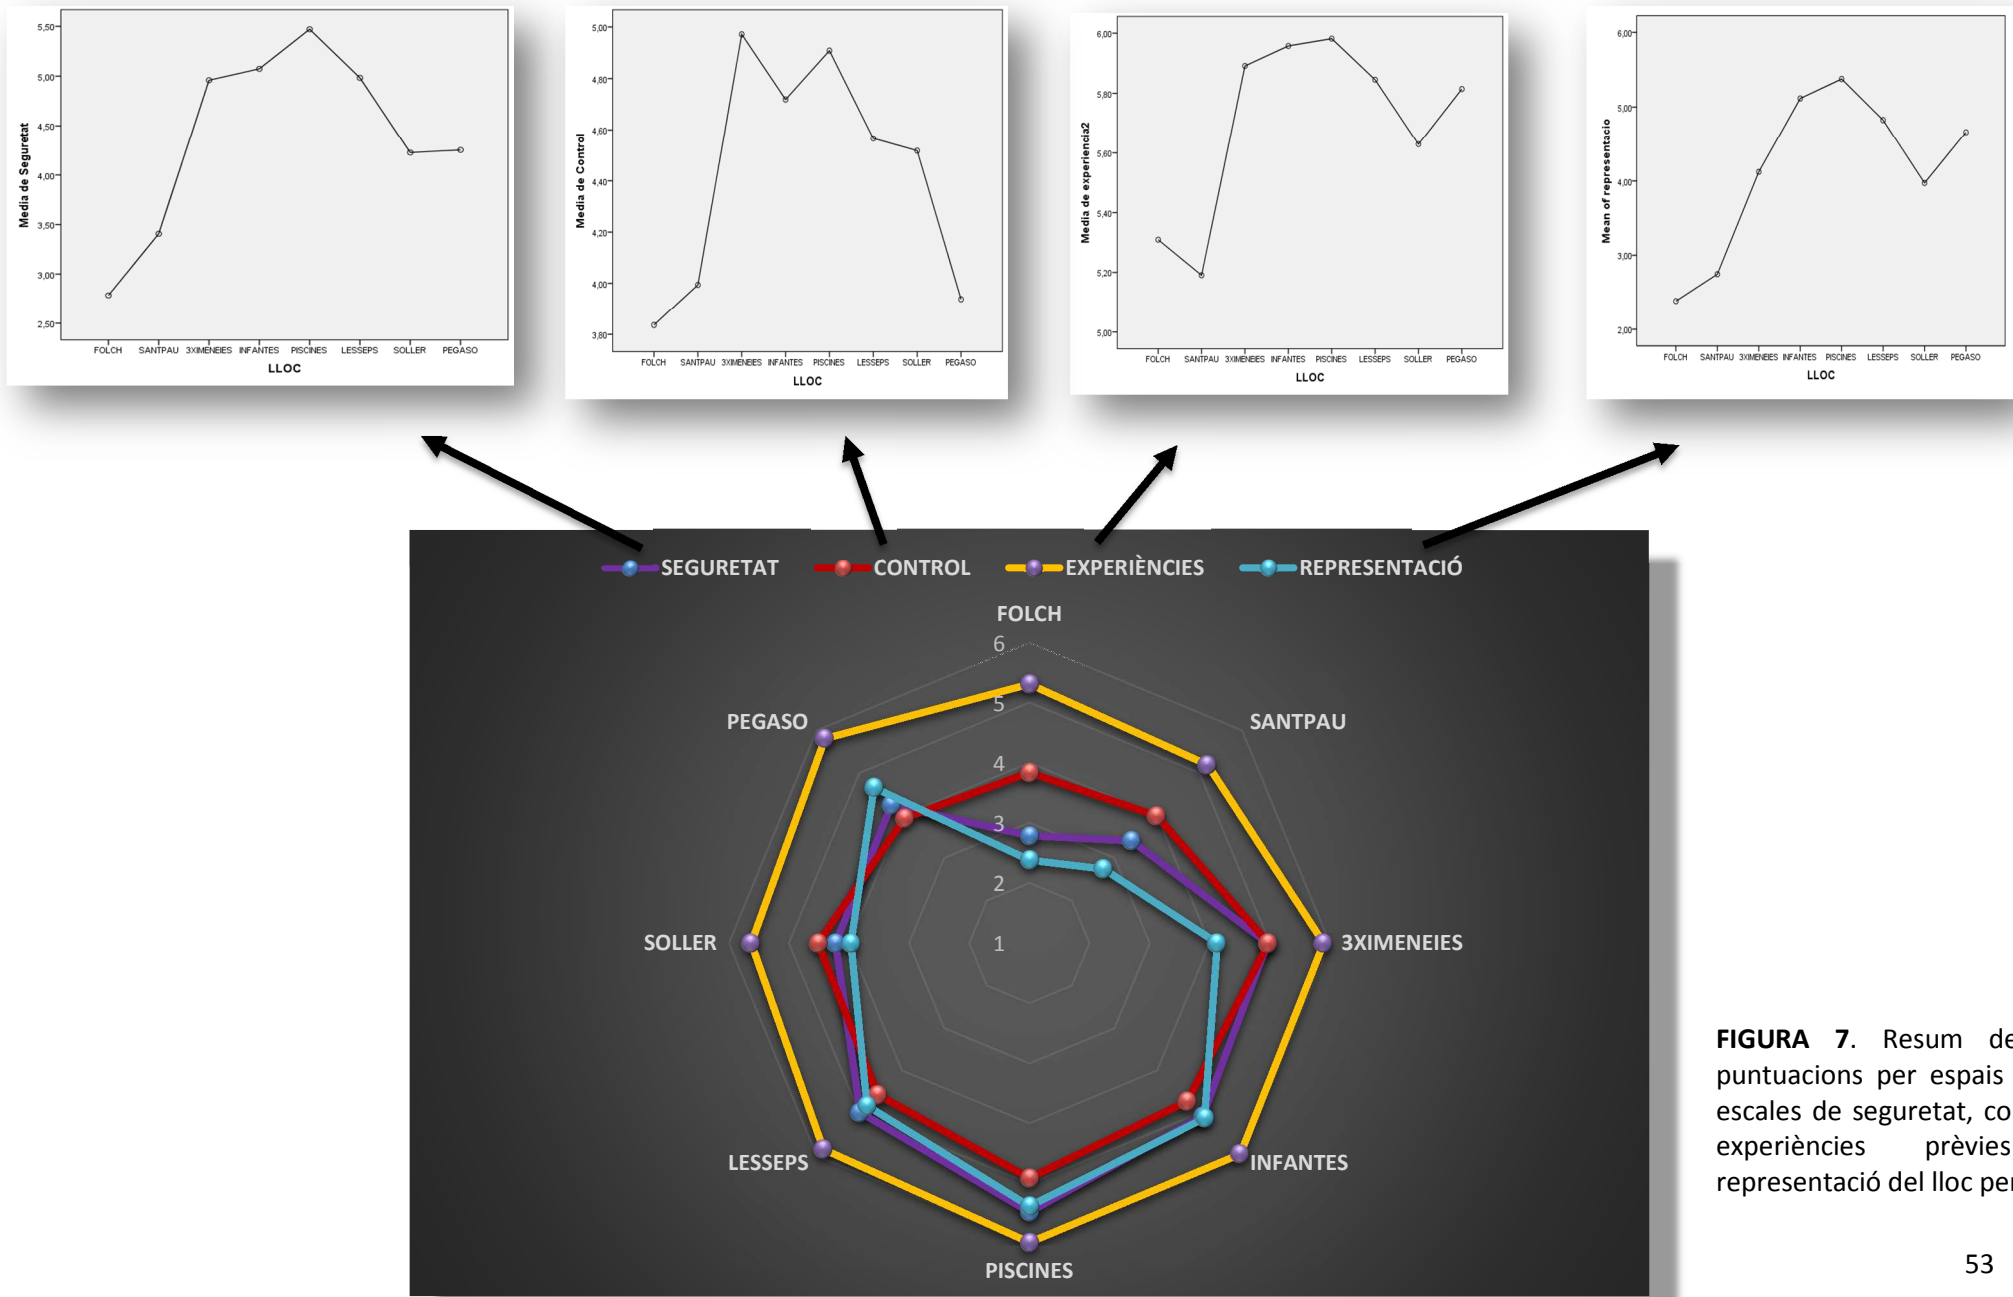 5,50
5,00
4,50
4,00
3,50
3,00
2,50
Media de Seguretat
FOLCH SANTPAU 3XIMENEIES INFANTES PISCINES LESSEPS SOLLER PEGASO
LLOC
5,00
4,80
4,60
4,40
4,20
4,00
3,80
Media de Control
FOLCH SANTPAU 3XIMENEIES INFANTES PISCINES LESSEPS SOLLER PEGASO
LLOC
6,00
5,80
5,60
5,40
5,20
5,00
Media de experiencia2
FOLCH SANTPAU 3XIMENEIES INFANTES PISCINES LESSEPS SOLLER PEGASO
LLOC
6,00
5,00
4,00
3,00
2,00
Mean of representacio
FOLCH SANTPAU 3XIMENEIES INFANTES PISCINES LESSEPS SOLLER PEGASO
LLOC
SEGURETAT CONTROL EXPERIÈNCIES REPRESENTACIÓ
FOLCH
6
5
4
3
2
1
SANTPAU
3XIMENEIES
INFANTES
PISCINES
LESSEPS
SOLLER
PEGASO
FIGURA 7. Resum de
puntuacions per espais
escales de seguretat, co
experiències prèvies
representació del lloc per
53